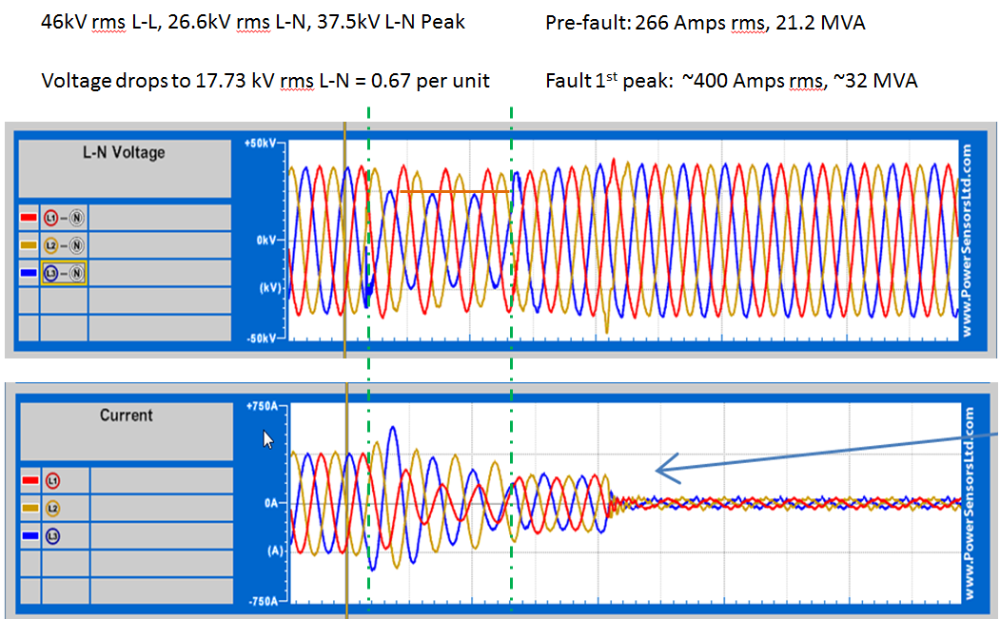 46kV rms L-L, 26.6kV rms L-N, 37.5kV L-N Peak
Pre-fault: 266 Amps rms, 21.2 MVA
Voltage drops to 17.73 kV rms L-N = 0.67 per unit
Fault 1st peak: ~400 Amps rms, ~32 MVA
L-N Voltage
L1-N
L2-N
L3-N
+50kV
0kV
(kV)
-50kV
www.PowerSensorsLtd.com
Current
L1
L2
L3
+750A
0A
(A)
-750A
www.PowerSensorsLtd.com